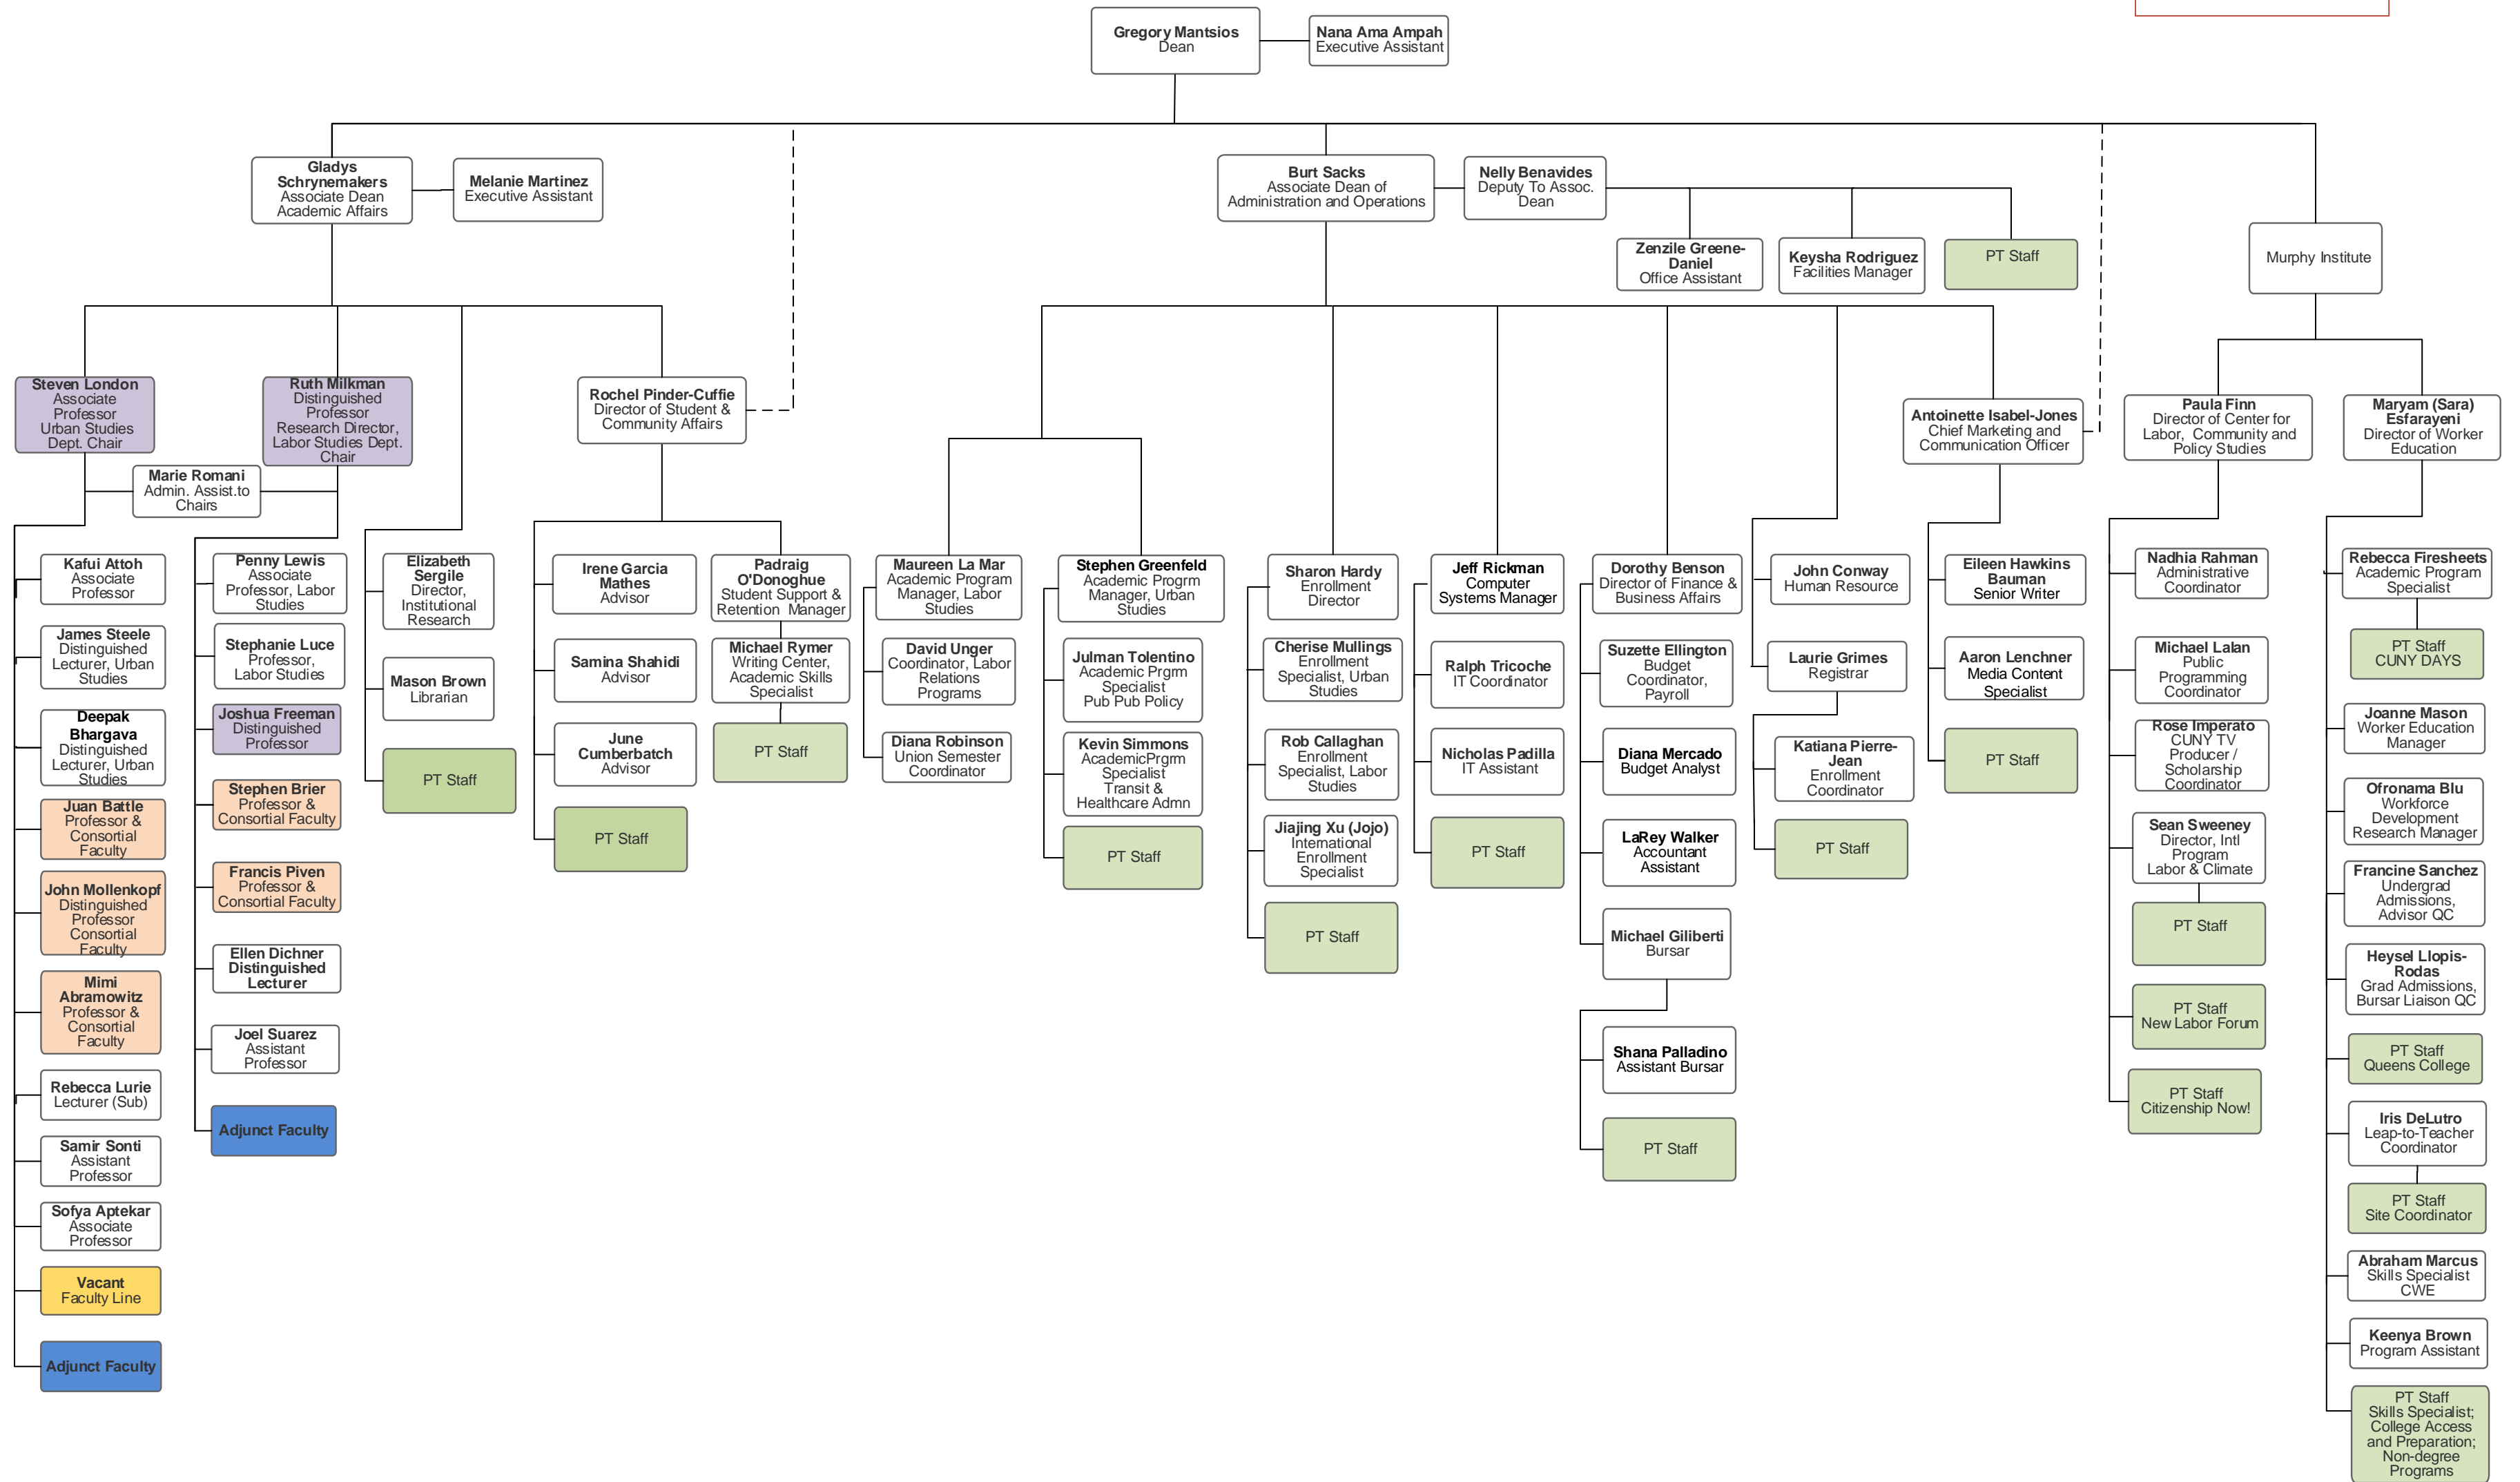 Gregory Mantsios
Dean
Nana Ama Ampah
Executive Assistant
Gladys
Schrynemakers
Associate Dean
Academic Affairs
Melanie Martinez
Executive Assistant
Burt Sacks
Associate Dean of
Administration and Operations
Nelly Benavides
Deputy To Assoc.
Dean
Zenzile Greene-
Daniel
Office Assistant
Keysha Rodriguez
Facilities Manager
PT Staff
Murphy Institute
Steven London
Associate
Professor
Urban Studies
Dept. Chair
Ruth Milkman
Distinguished
Professor
Research Director,
Labor Studies Dept.
Chair
Marie Romani
Admin. Assist.to
Chairs
Rochel Pinder-Cuffie
Director of Student &
Community Affairs
Antoinette Isabel-Jones
Chief Marketing and
Communication Officer
Paula Finn
Director of Center for
Labor, Community and
Policy Studies
Maryam (Sara)
Esfarayeni
Director of Worker
Education
Kafui Attoh
Associate
Professor
James Steele
Distinguished
Lecturer, Urban
Studies
Deepak
Bhargava
Distinguished
Lecturer, Urban
Studies
Juan Battle
Professor &
Consortial
Faculty
John Mollenkopf
Distinguished
Professor
Consortial
Faculty
Mimi
Abramowitz
Professor &
Consortial
Faculty
Rebecca Lurie
Lecturer (Sub)
Samir Sonti
Assistant
Professor
Sofya Aptekar
Associate
Professor
Vacant
Faculty Line
Adjunct Faculty
Penny Lewis
Associate
Professor, Labor
Studies
Stephanie Luce
Professor,
Labor Studies
Joshua Freeman
Distinguished
Professor
Stephen Brier
Professor &
Consortial Faculty
Francis Piven
Professor &
Consortial Faculty
Ellen Dichner
Distinguished
Lecturer
Joel Suarez
Assistant
Professor
Adjunct Faculty
Elizabeth
Sergile
Director,
Institutional
Research
Mason Brown
Librarian
PT Staff
Irene Garcia
Mathes
Advisor
Samina Shahidi
Advisor
June
Cumberbatch
Advisor
PT Staff
Padraig
O'Donoghue
Student Support &
Retention Manager
Michael Rymer
Writing Center,
Academic Skills
Specialist
PT Staff
Maureen La Mar
Academic Program
Manager, Labor
Studies
David Unger
Coordinator, Labor
Relations
Programs
Diana Robinson
Union Semester
Coordinator
Stephen Greenfeld
Academic Progrm
Manager, Urban
Studies
Julman Tolentino
Academic Prgrm
Specialist
Pub Pub Policy
Kevin Simmons
AcademicPrgrm
Specialist
Transit &
Healthcare Admn
PT Staff
Sharon Hardy
Enrollment
Director
Cherise Mullings
Enrollment
Specialist, Urban
Studies
Rob Callaghan
Enrollment
Specialist, Labor
Studies
Jiajing Xu (Jojo)
International
Enrollment
Specialist
PT Staff
Jeff Rickman
Computer
Systems Manager
Ralph Tricoche
IT Coordinator
Nicholas Padilla
IT Assistant
PT Staff
Dorothy Benson
Director of Finance &
Business Affairs
Suzette Ellington
Budget
Coordinator,
Payroll
Diana Mercado
Budget Analyst
LaRey Walker
Accountant
Assistant
Michael Giliberti
Bursar
Shana Palladino
Assistant Bursar
PT Staff
John Conway
Human Resource
Laurie Grimes
Registrar
Katiana Pierre-
Jean
Enrollment
Coordinator
PT Staff
Eileen Hawkins
Bauman
Senior Writer
Aaron Lenchner
Media Content
Specialist
PT Staff
Nadhia Rahman
Administrative
Coordinator
Michael Lalan
Public
Programming
Coordinator
Rose Imperato
CUNY TV
Producer /
Scholarship
Coordinator
Sean Sweeney
Director, Intl
Program
Labor & Climate
PT Staff
PT Staff
New Labor Forum
PT Staff
Citizenship Now!
Rebecca Firesheets
Academic Program
Specialist
PT Staff
CUNY DAYS
Joanne Mason
Worker Education
Manager
Ofronama Blu
Workforce
Development
Research Manager
Francine Sanchez
Undergrad
Admissions,
Advisor QC
Heysel Llopis-
Rodas
Grad Admissions,
Bursar Liaison QC
PT Staff
Queens College
Iris DeLutro
Leap-to-Teacher
Coordinator
PT Staff
Site Coordinator
Abraham Marcus
Skills Specialist
CWE
Keenya Brown
Program Assistant
PT Staff
Skills Specialist;
College Access
and Preparation;
Non-degree
Programs